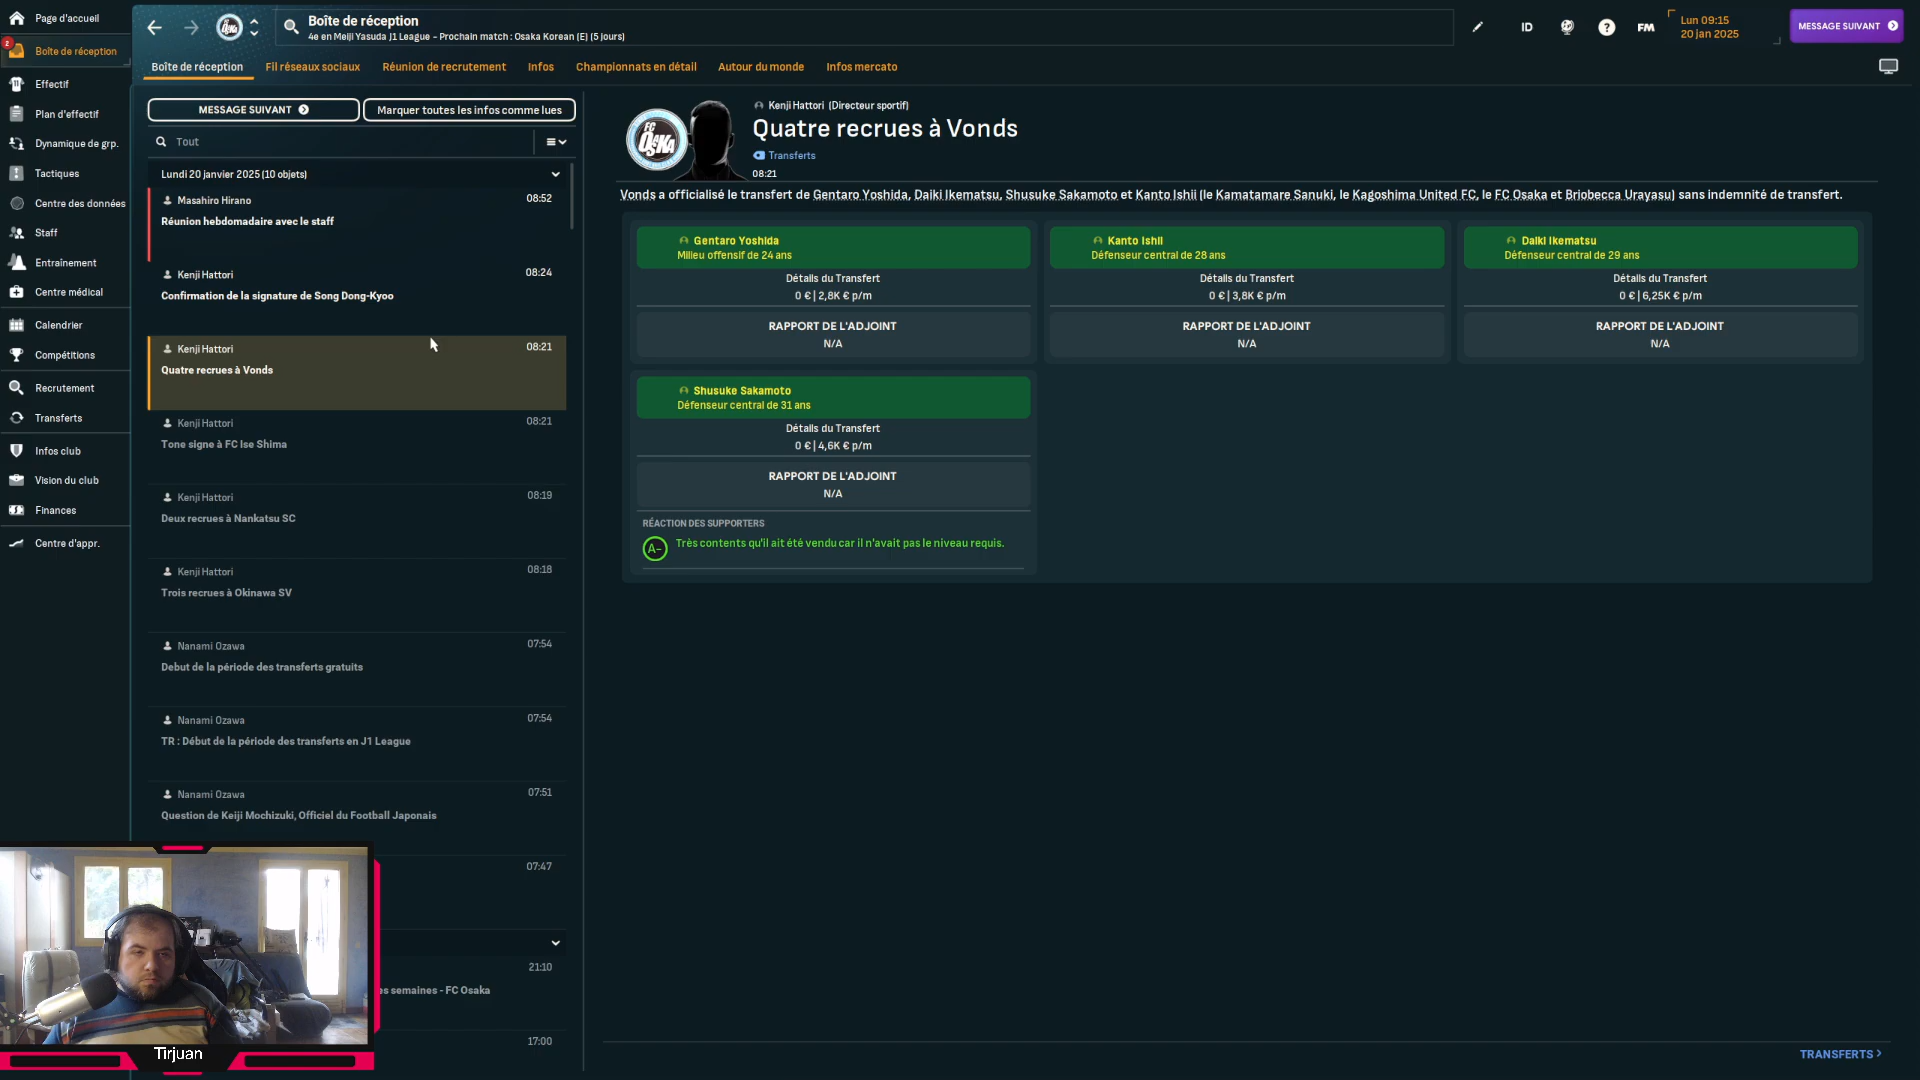 Page d'accueil
2
Boîte de réception
Effectif
Plan d'effectif
Dynamique de grp.
Tactiques
Centre des données
Staff
Entraînement
Centre médical
Calendrier
Compétitions
Recrutement
Transferts
Infos club
Vision du club
Finances
Centre d'appr.
Boîte de réception
4e en Meiji Yasuda J1 League - Prochain match : Osaka Korean (E) (5 jours)
ID
?
FM
Lun 09:15
20 jan 2025
MESSAGE SUIVANT
Boîte de réception
Fil réseaux sociaux
Réunion de recrutement
Infos
Championnats en détail
Autour du monde
Infos mercato
MESSAGE SUIVANT
Marquer toutes les infos comme lues
Tout
Lundi 20 janvier 2025 (10 objets)
Masahiro Hirano
08:52
Réunion hebdomadaire avec le staff
Kenji Hattori
08:24
Confirmation de la signature de Song Dong-Kyoo
Kenji Hattori
08:21
Quatre recrues à Vonds
Kenji Hattori
08:21
Tone signe à FC Ise Shima
Kenji Hattori
08:19
Deux recrues à Nankatsu SC
Kenji Hattori
08:18
Trois recrues à Okinawa SV
Nanami Ozawa
07:54
Debut de la période des transferts gratuits
Nanami Ozawa
07:54
TR : Début de la période des transferts en J1 League
Nanami Ozawa
07:51
Question de Keiji Mochizuki, Officiel du Football Japonais
07:47
21:10
es semaines - FC Osaka
17:00
FC
OSAKA
Kenji Hattori (Directeur sportif)
Quatre recrues à Vonds
Transferts
08:21
Vonds a officialisé le transfert de Gentaro Yoshida, Daiki Ikematsu, Shusuke Sakamoto et Kanto Ishii (le Kamatamare Sanuki, le Kagoshima United FC, le FC Osaka et Briobecca Urayasu) sans indemnité de transfert.
Gentaro Yoshida
Milieu offensif de 24 ans
Détails du Transfert
0 € | 2,8K € p/m
RAPPORT DE L'ADJOINT
N/A
Kanto Ishii
Défenseur central de 28 ans
Détails du Transfert
0 € | 3,8K € p/m
RAPPORT DE L'ADJOINT
N/A
Daiki Ikematsu
Défenseur central de 29 ans
Détails du Transfert
0 € | 6,25K € p/m
RAPPORT DE L'ADJOINT
N/A
Shusuke Sakamoto
Défenseur central de 31 ans
Détails du Transfert
0 € | 4,6K € p/m
RAPPORT DE L'ADJOINT
N/A
RÉACTION DES SUPPORTERS
A-
Très contents qu'il ait été vendu car il n'avait pas le niveau requis.
TRANSFERTS
Tirjuan